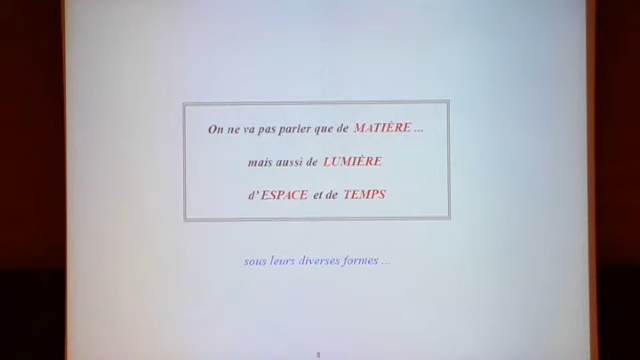 On ne va pas parler que de MATIÈRE ...
mais aussi de LUMIÈRE
d'ESPACE et de TEMPS
sous leurs diverses formes ...